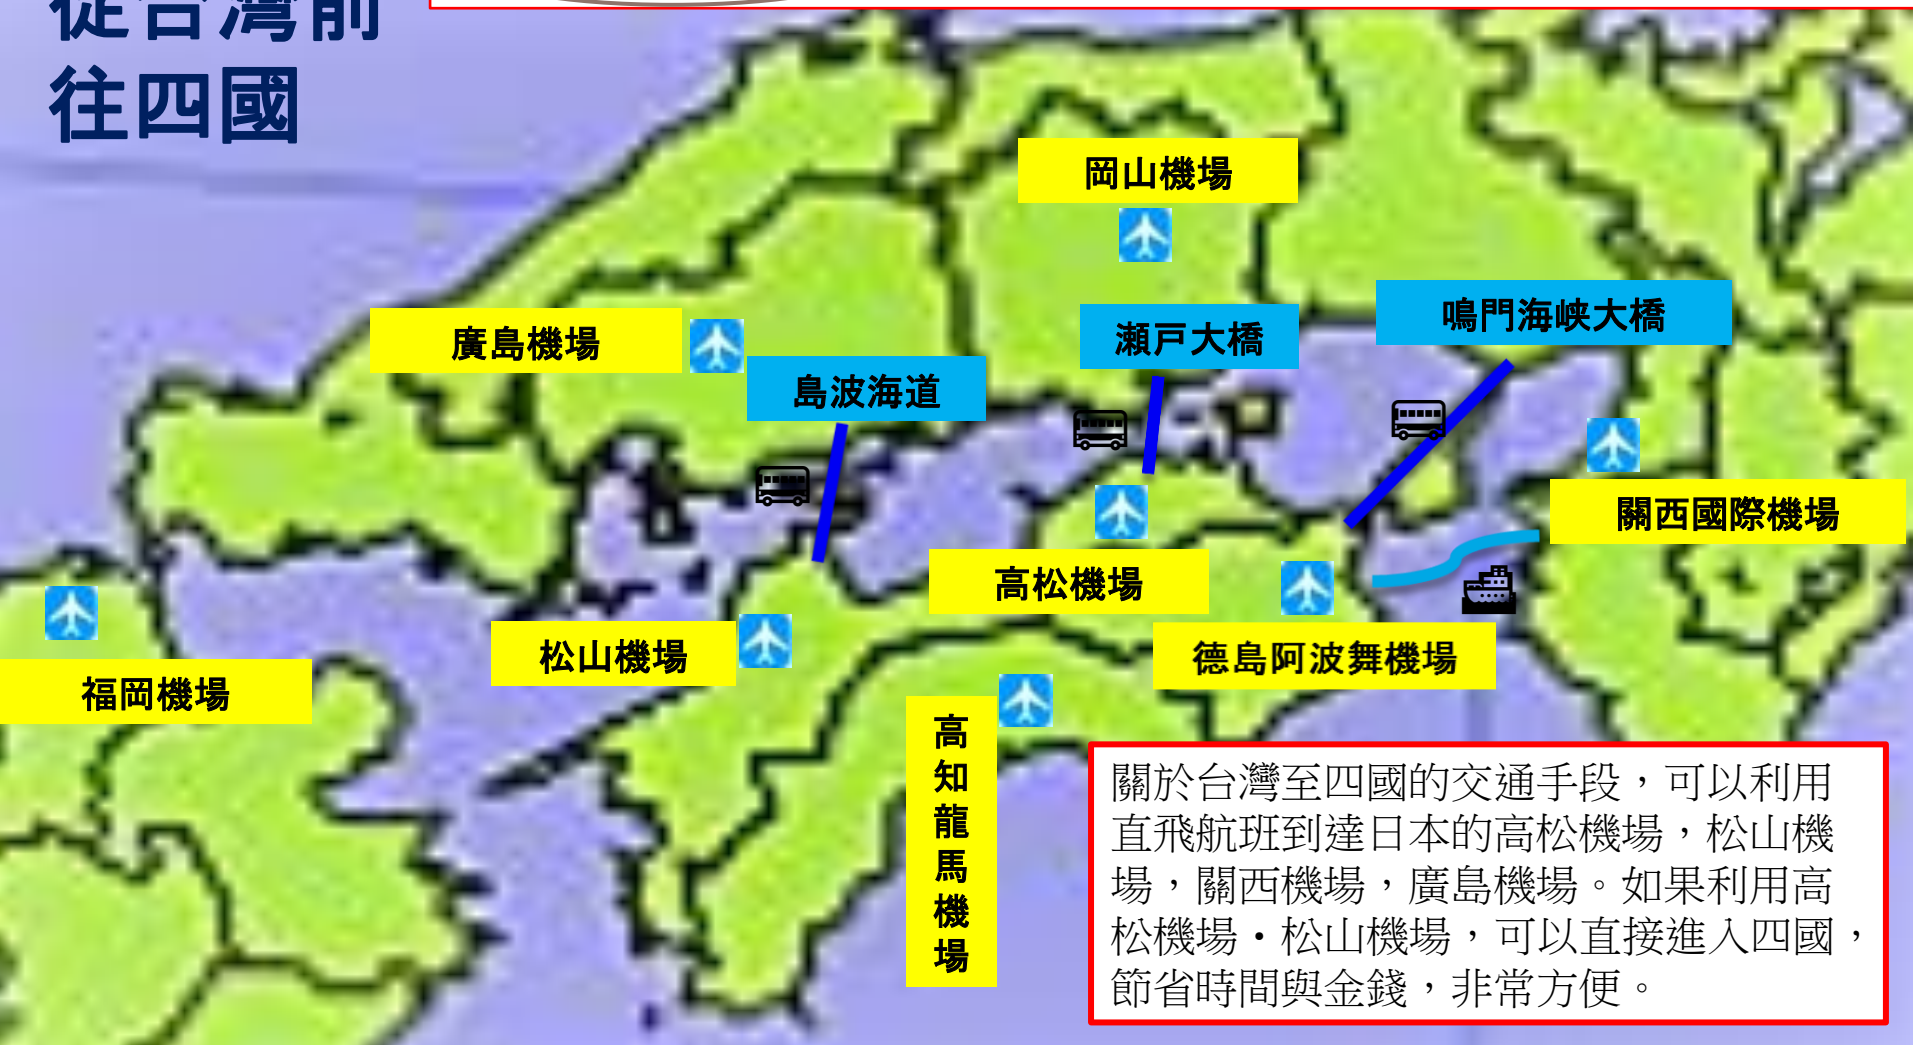 從台灣前
往四國
岡山機場
鳴門海峡大橋
瀬戸大橋
廣島機場
島波海道
關西國際機場
高松機場
松山機場
德島阿波舞機場
福岡機場
高知龍馬機場
關於台灣至四國的交通手段，可以利用
直飛航班到達日本的高松機場，松山機
場，關西機場，廣島機場。如果利用高
松機場・松山機場，可以直接進入四國，
節省時間與金錢，非常方便。